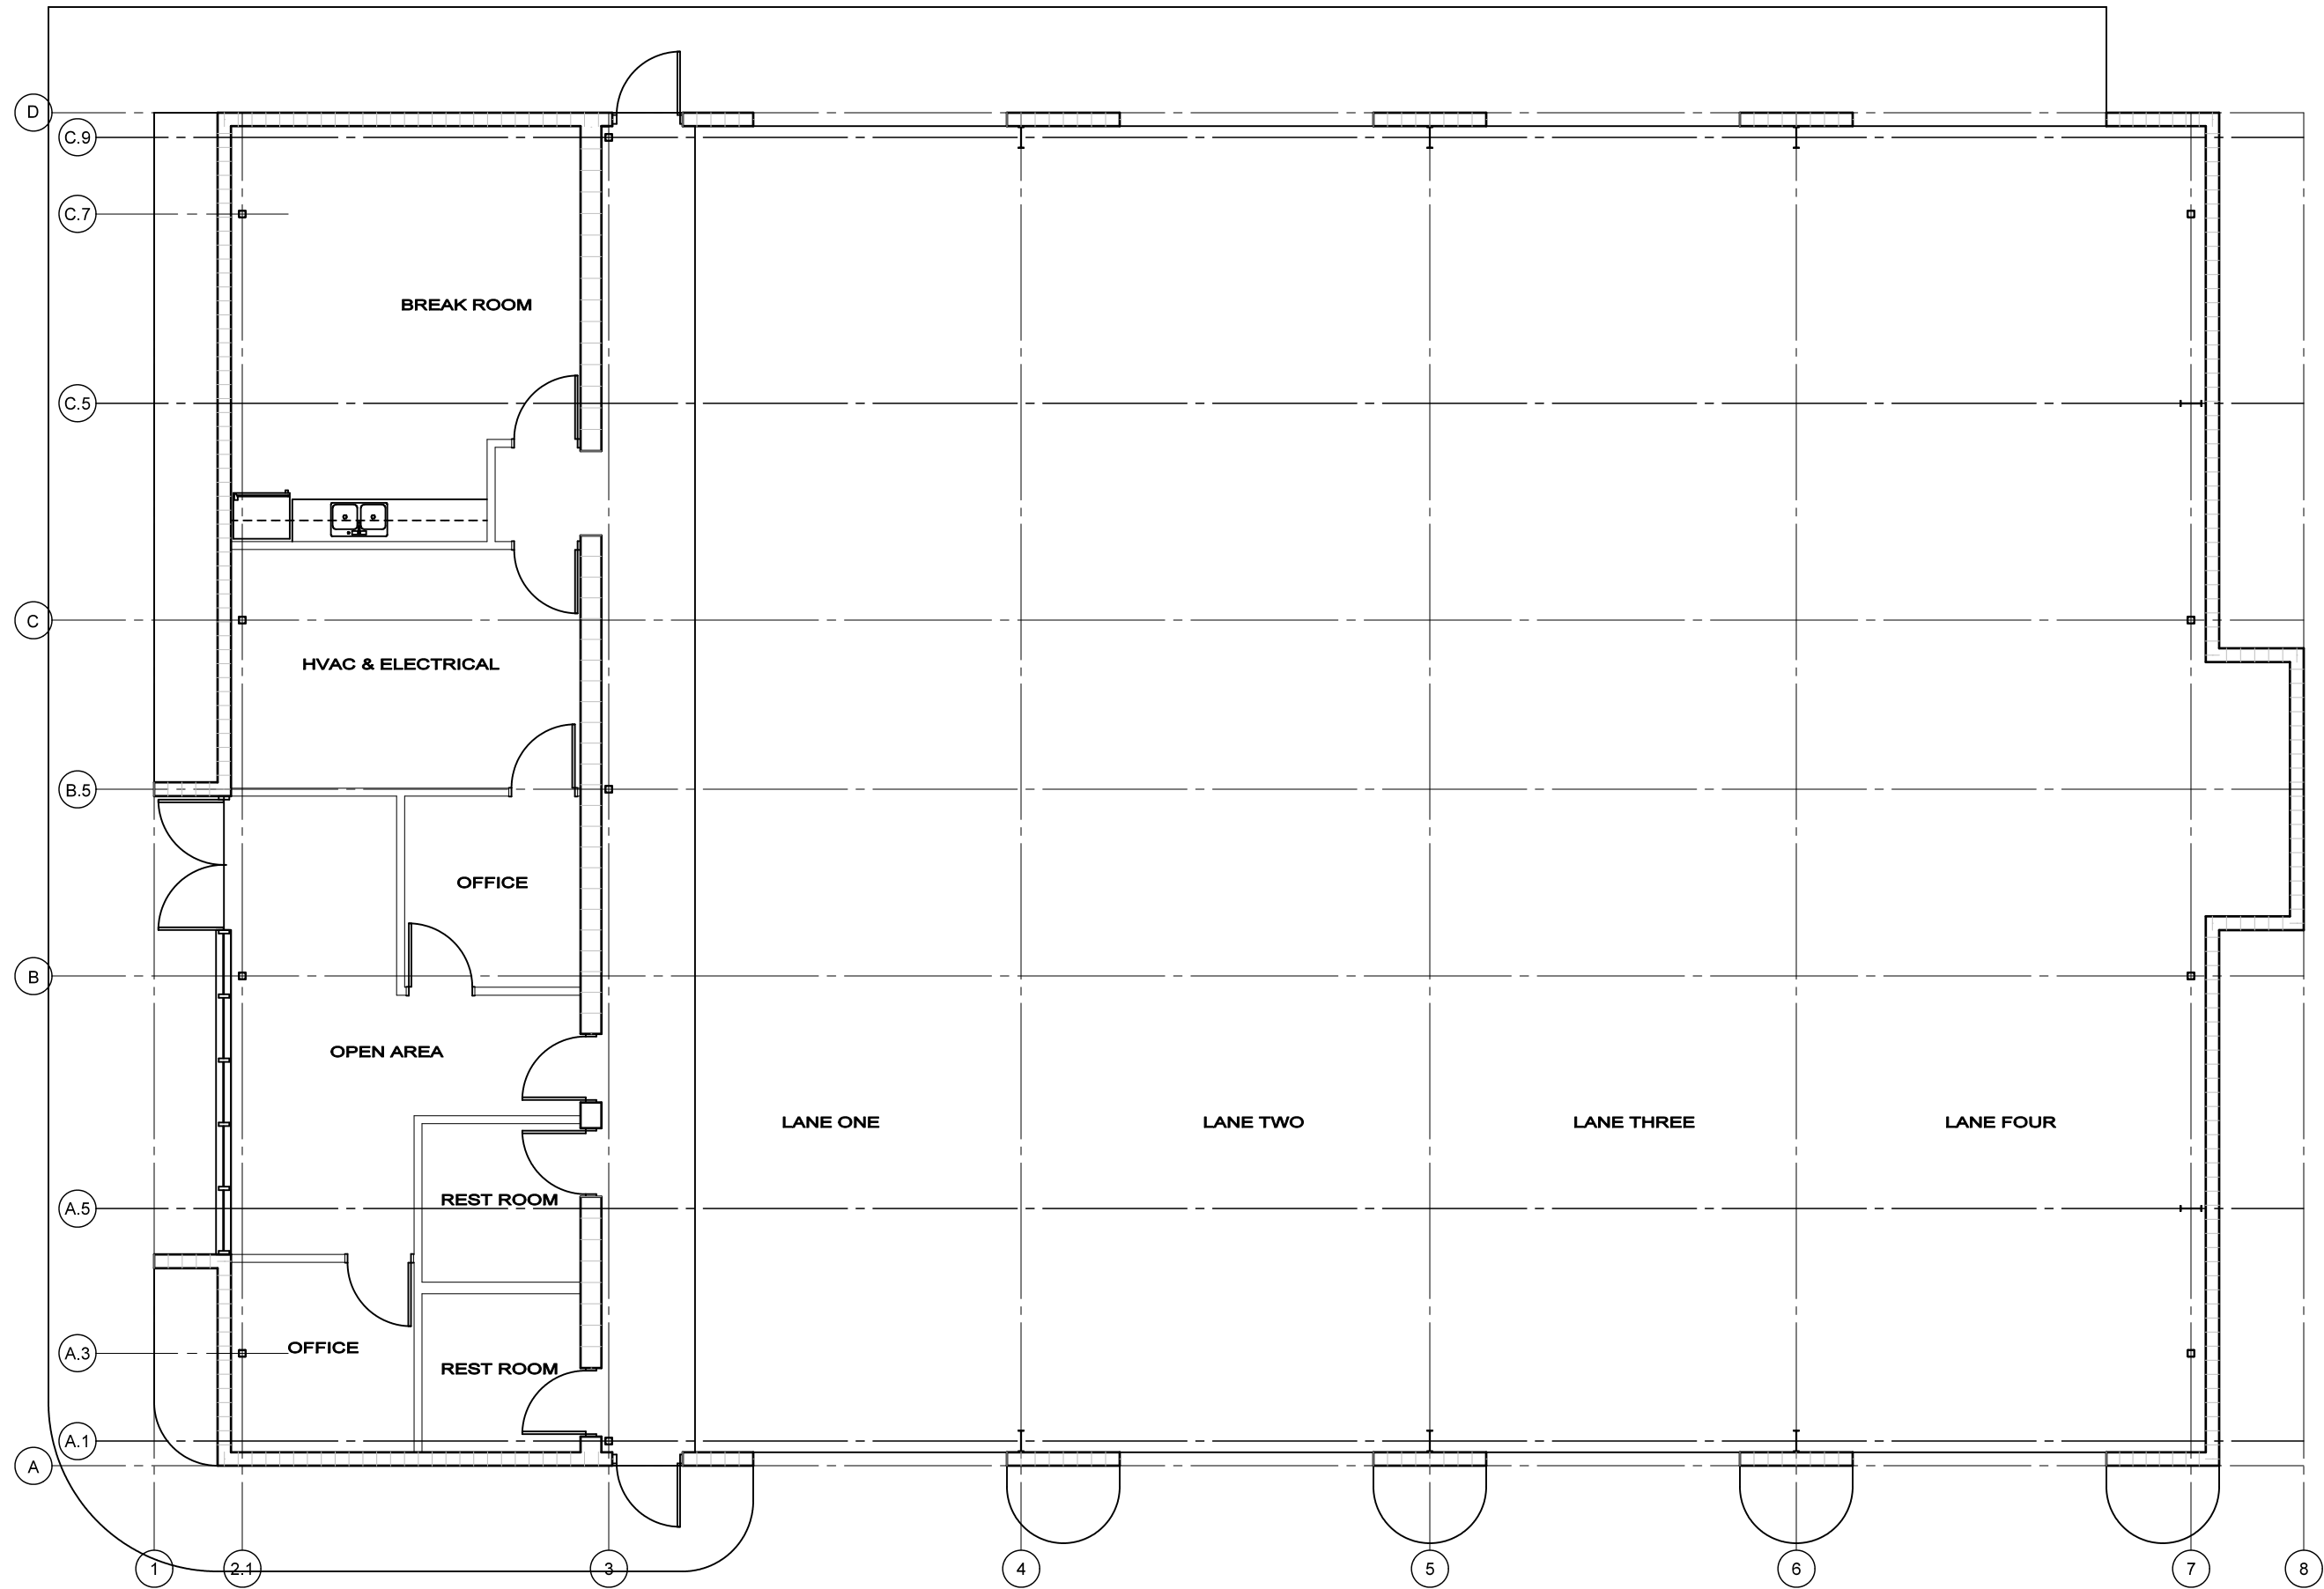 D
C.9
C.7
BREAK ROOM
C.5
C
HVAC & ELECTRICAL
B.5
OFFICE
B
OPEN AREA
LANE ONE
LANE TWO
LANE THREE
LANE FOUR
REST ROOM
A.5
OFFICE
A.3
REST ROOM
A.1
A
1
2.1
3
4
5
6
7
8